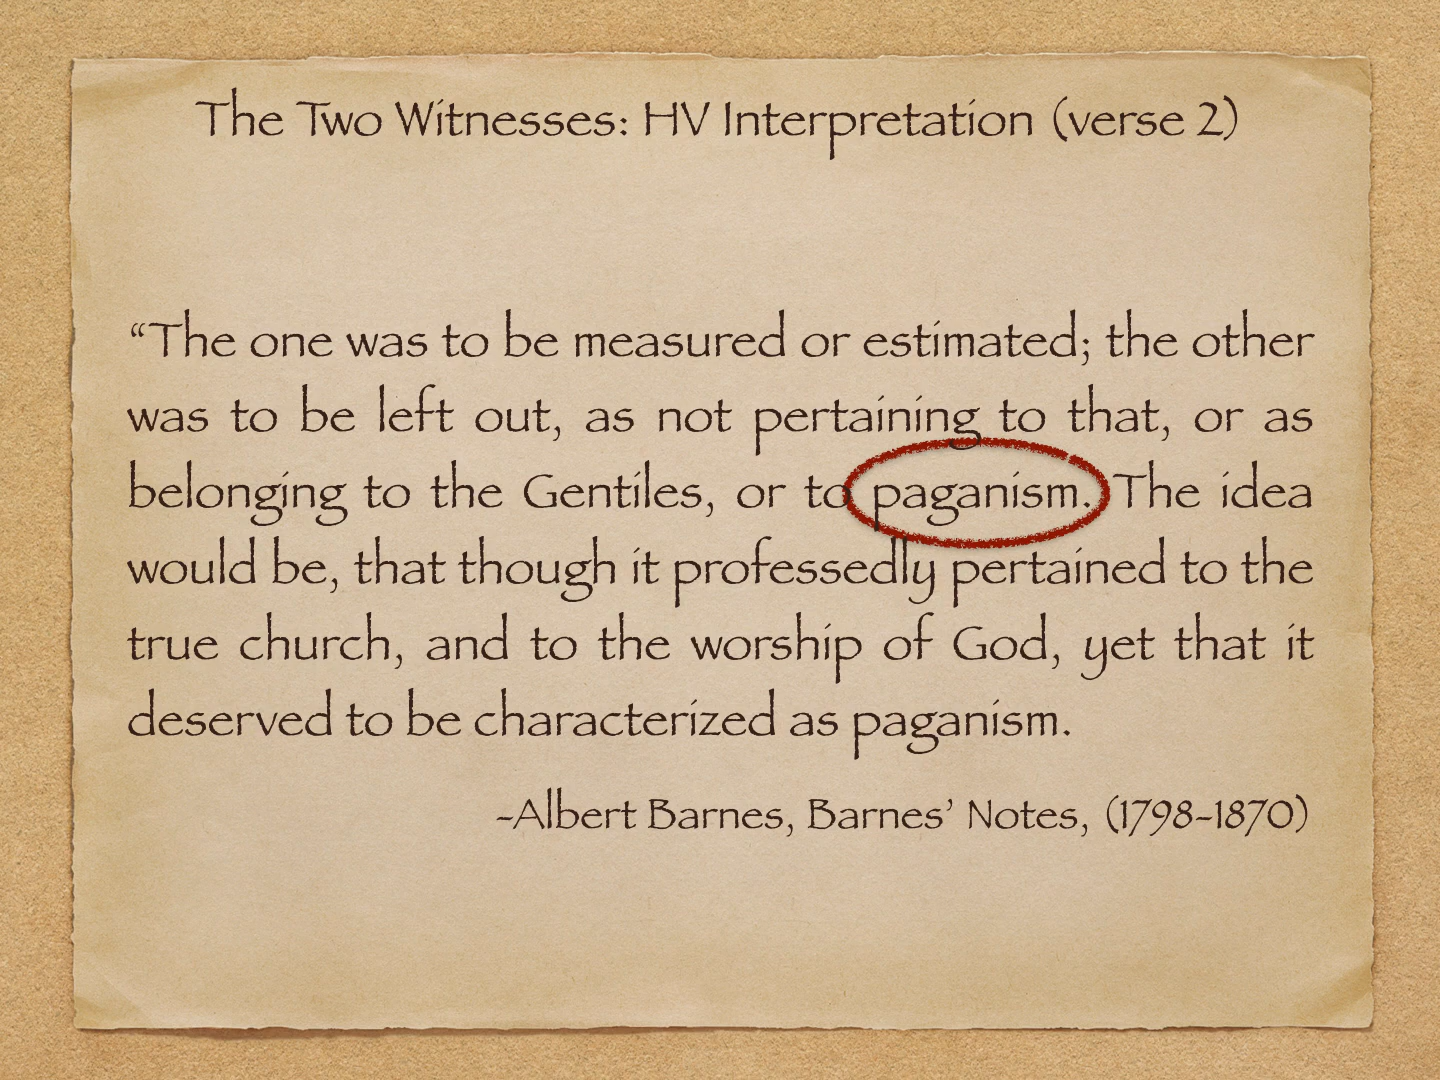 The Two Witnesses: HV Interpretation (verse 2)
“The one was to be measured or estimated; the other
was to be left out, as not pertaining to that, or as
belonging to the Gentiles, or to paganism. The idea
would be, that though it professedly pertained to the
true church, and to the worship of God, yet that it
deserved to be characterized as paganism.
-Albert Barnes, Barnes’ Notes, (1798-1870)